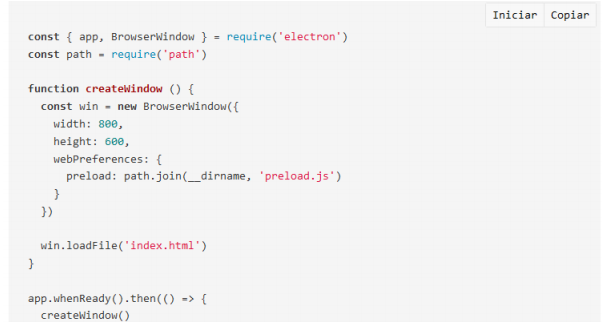 Iniciar Copiar
const { app, BrowserWindow } = require('electron')
const path = require('path')

function createWindow () {
  const win = new BrowserWindow({
    width: 800,
    height: 600,
    webPreferences: {
      preload: path.join(__dirname, 'preload.js')
    }
  })

  win.loadFile('index.html')
}

app.whenReady().then(() => {
  createWindow()